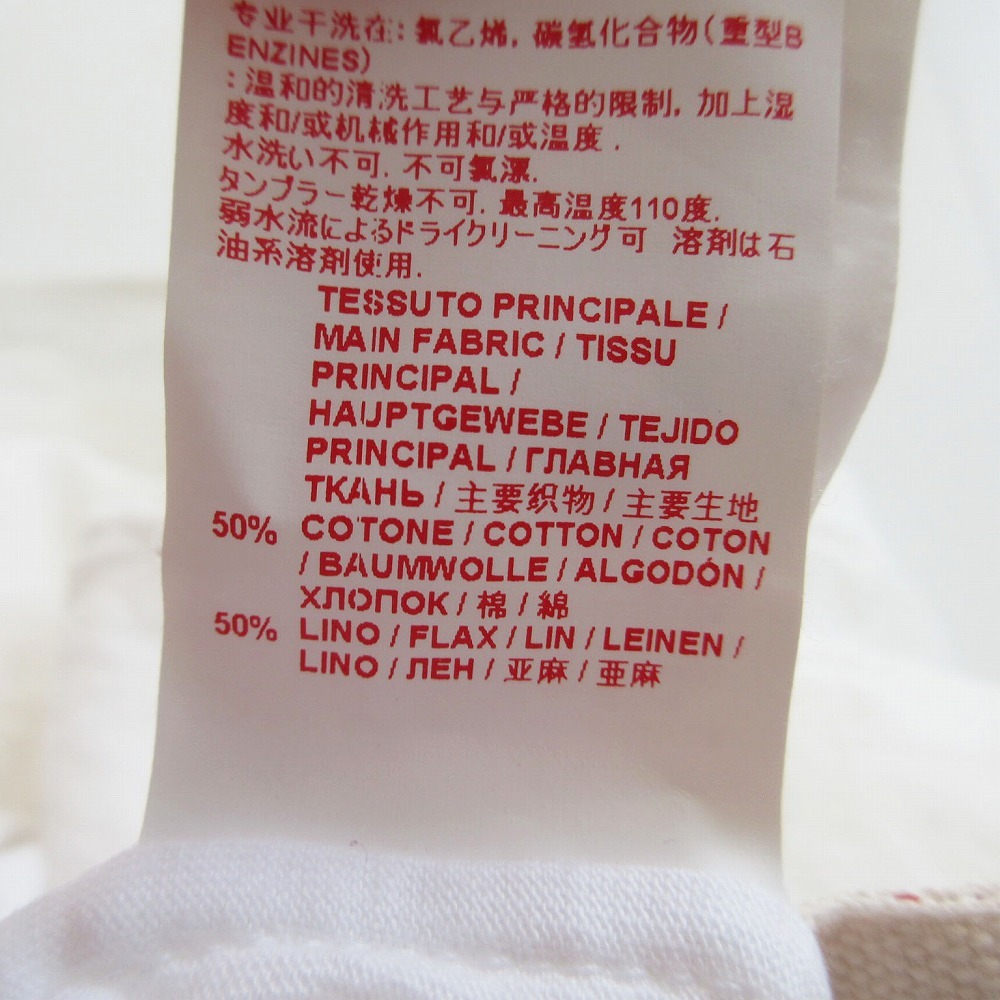 专业干洗在: 氯乙烯, 碳氢化合物(重型B
ENZINES)
: 温和的清洗工艺与严格的限制, 加上湿
度和/或机械作用和/或温度 .
水洗い不可. 不可氯漂.
タンブラー乾燥不可. 最高温度110度.
弱水流によるドライクリーニング可 溶剤は石
油系溶剤使用.
TESSUTO PRINCIPALE /
MAIN FABRIC / TISSU
PRINCIPAL /
HAUPTGEWEBE / TEJIDO
PRINCIPAL / ГЛАВНАЯ
ТКАНЬ / 主要织物 / 主要生地
50% COTONE / COTTON / COTON
/ BAUMWOLLE / ALGODÓN /
ХЛОПОК / 棉 / 綿
50% LINO / FLAX / LIN / LEINEN /
LINO / ЛЕН / 亚麻 / 亜麻